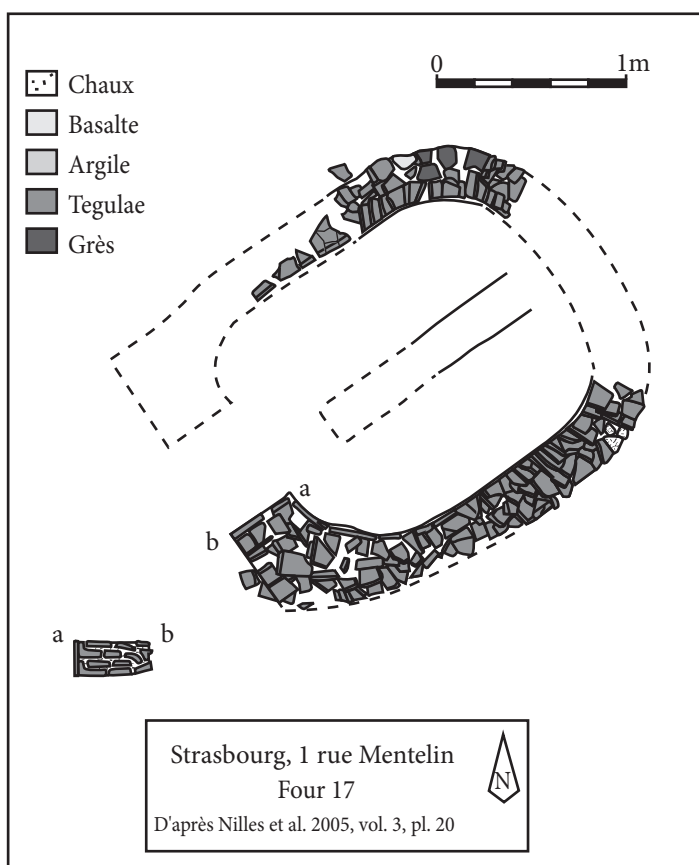 0 1m
Chaux
Basalte
Argile
Tegulae
Grès
a
b
a b
Strasbourg, 1 rue Mentelin
Four 17
N
D'après Nilles et al. 2005, vol. 3, pl. 20